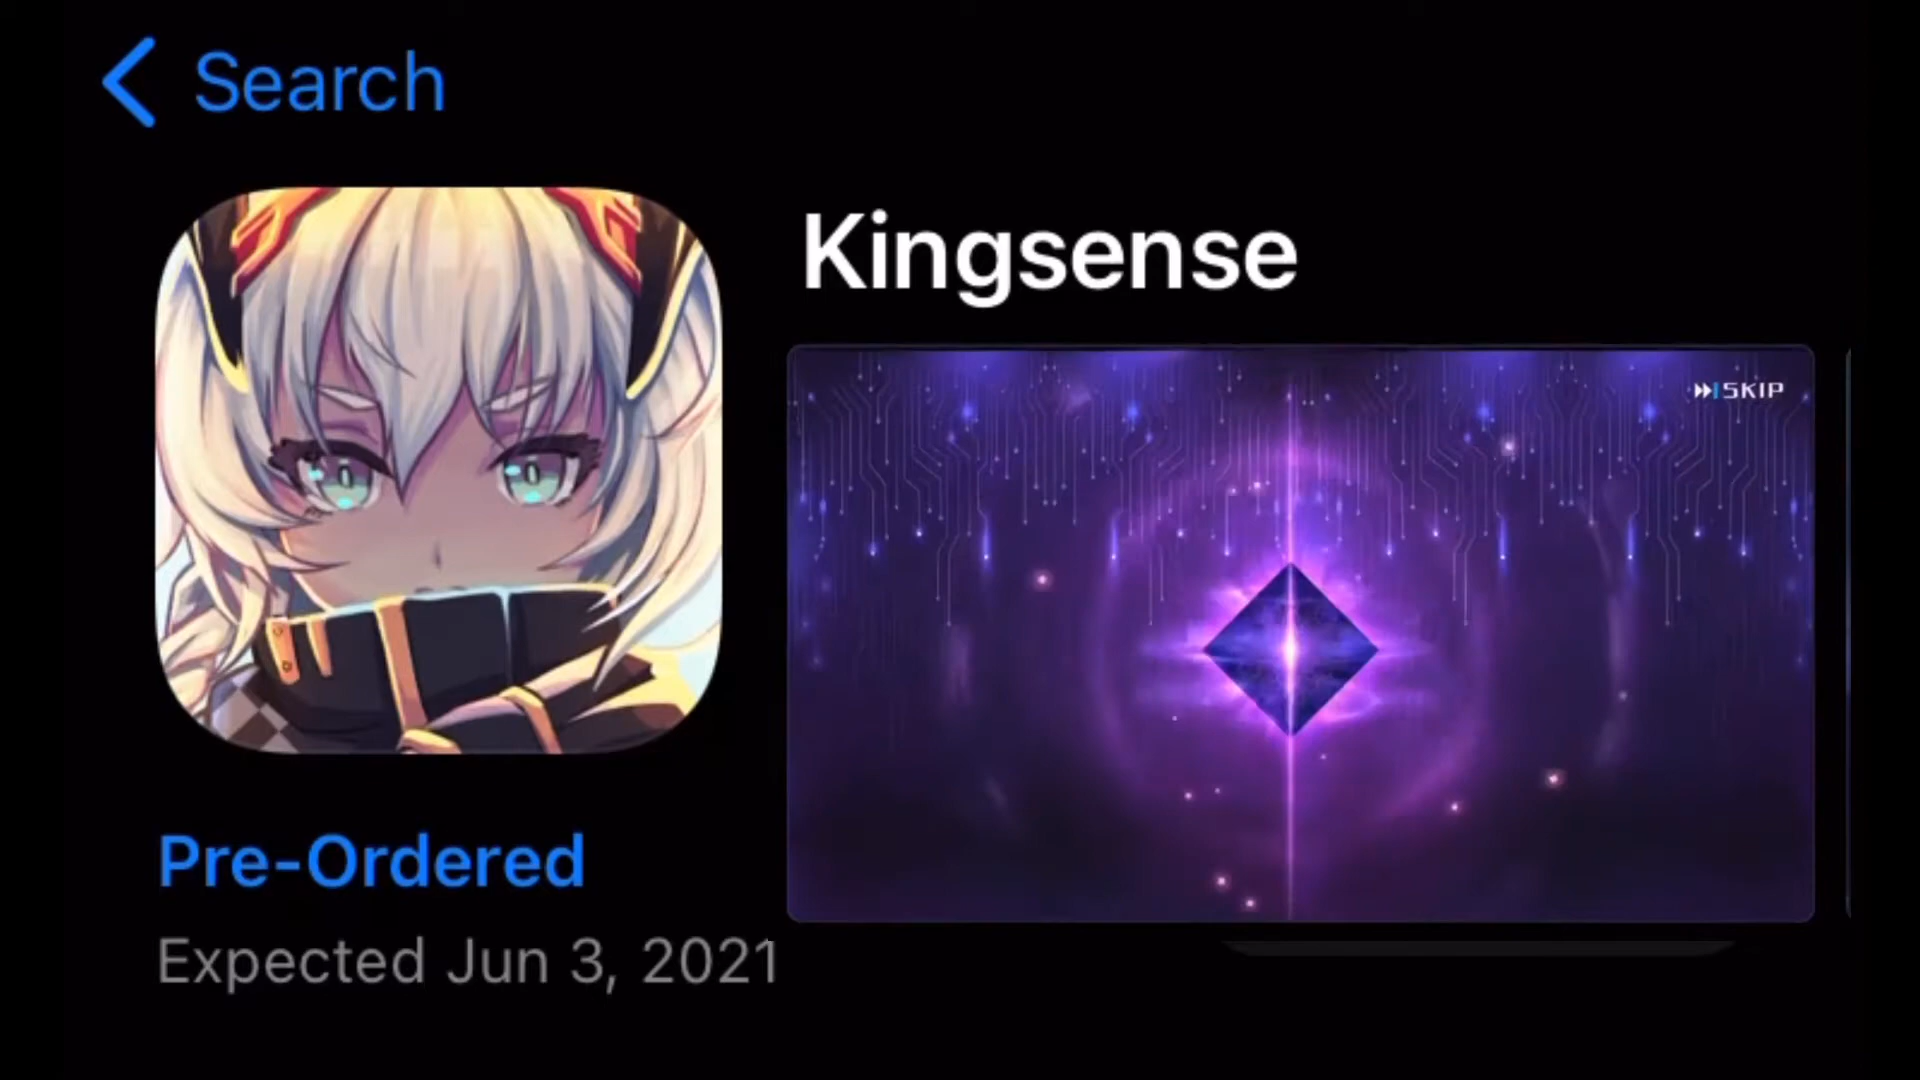 Search
Kingsense
SKIP
Pre-Ordered
Expected Jun 3, 2021